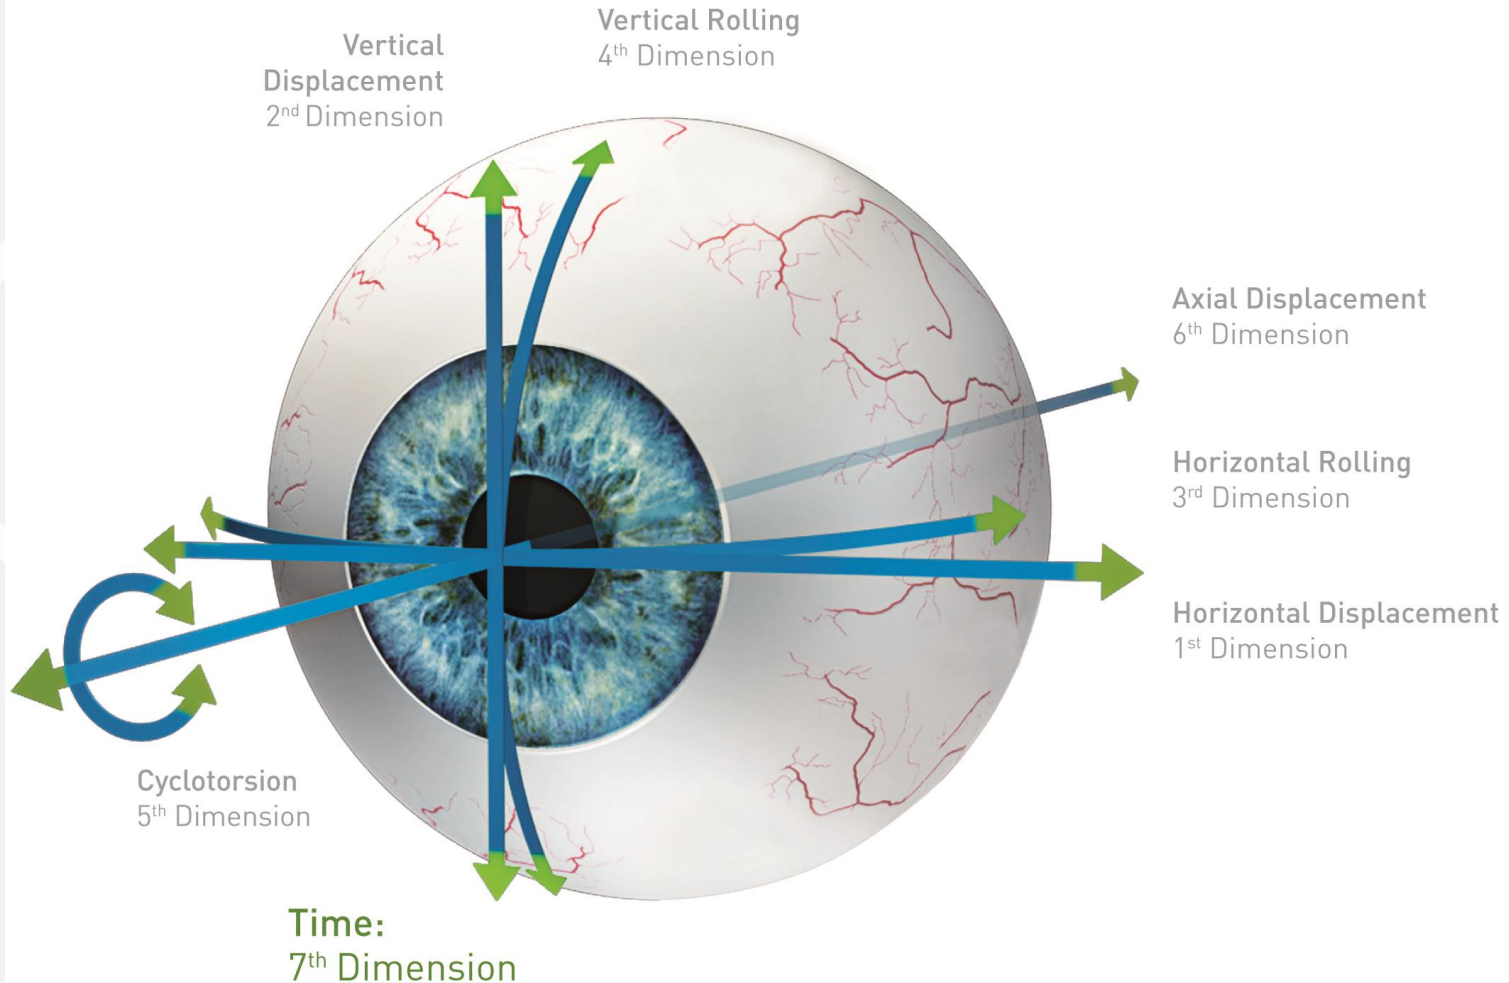 Vertical Rolling
4th Dimension
Vertical
Displacement
2nd Dimension
Axial Displacement
6th Dimension
Horizontal Rolling
3rd Dimension
Horizontal Displacement
1st Dimension
Cyclotorsion
5th Dimension
Time:
7th Dimension